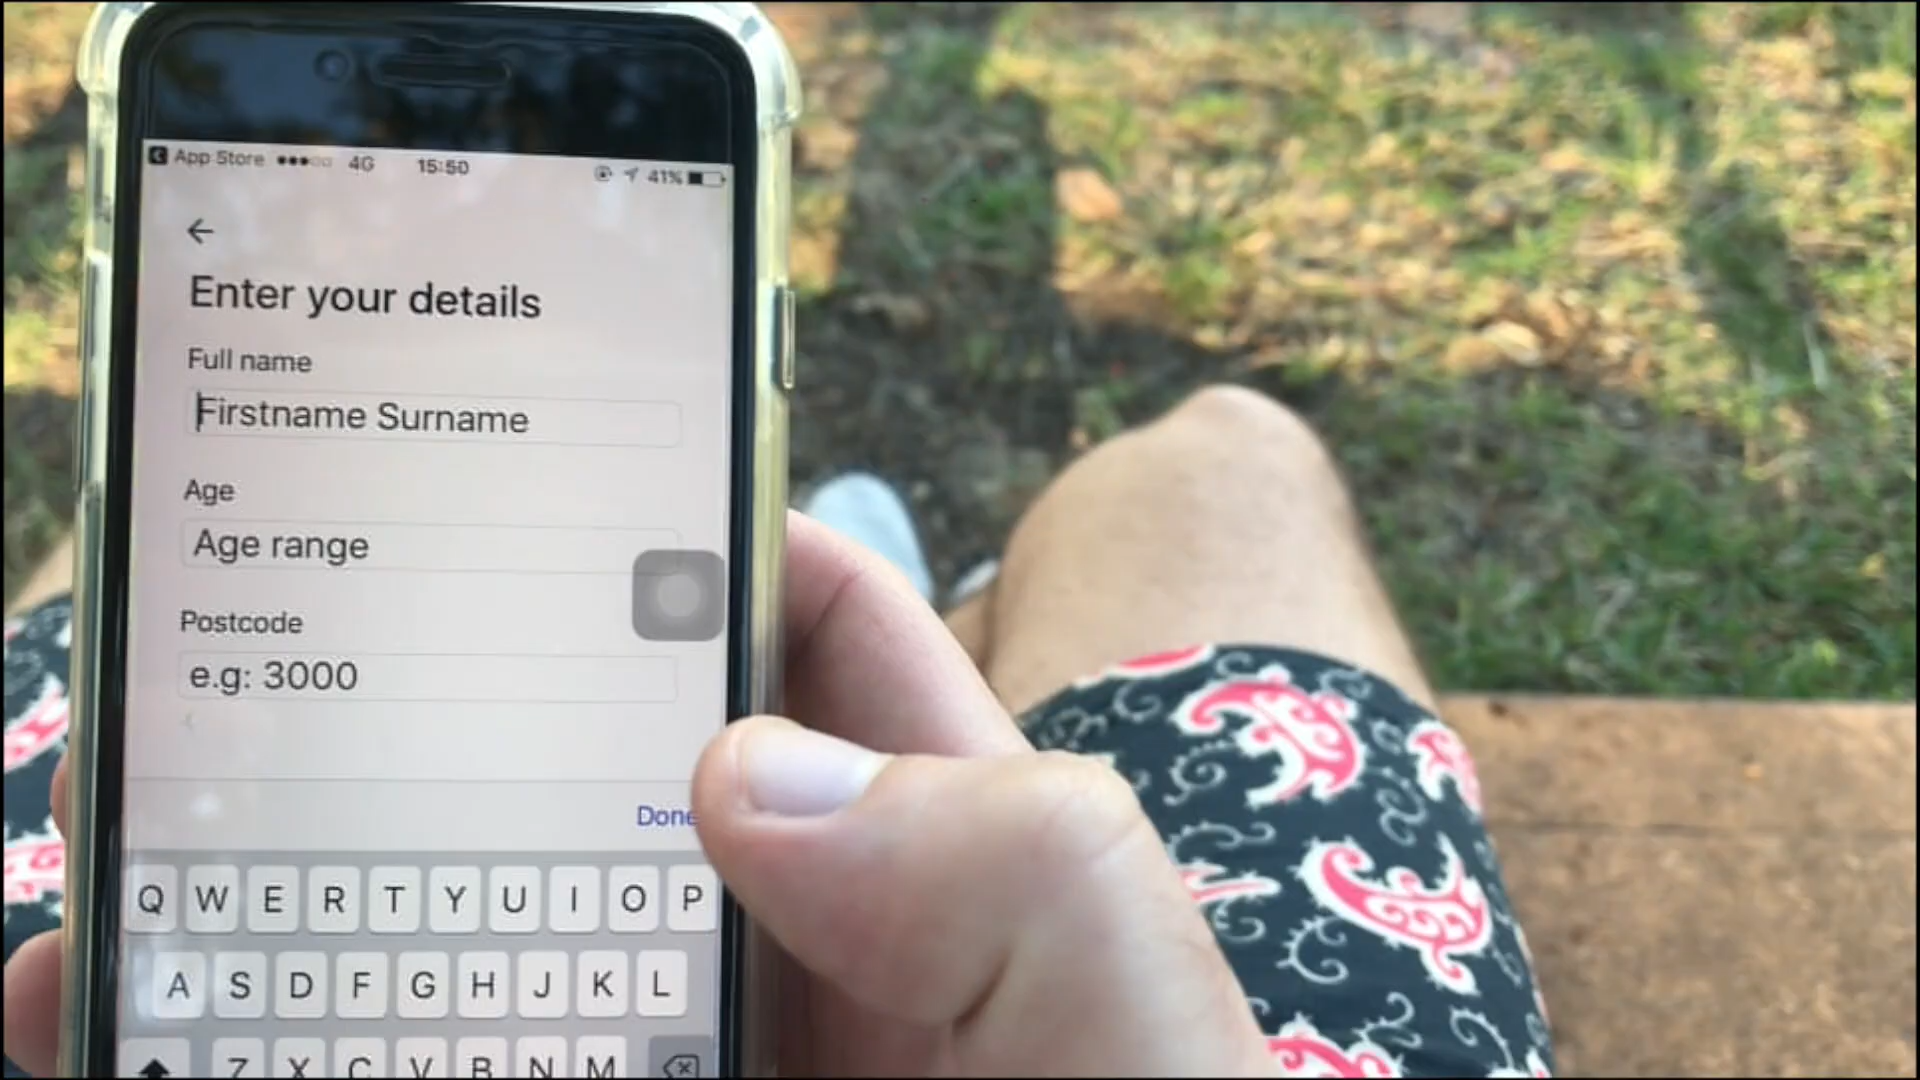 App Store 4G 15:50 41%
Enter your details
Full name
Firstname Surname
Age
Age range
Postcode
e.g: 3000
Done
Q W E R T Y U I O P
A S D F G H J K L
Z X C V B N M